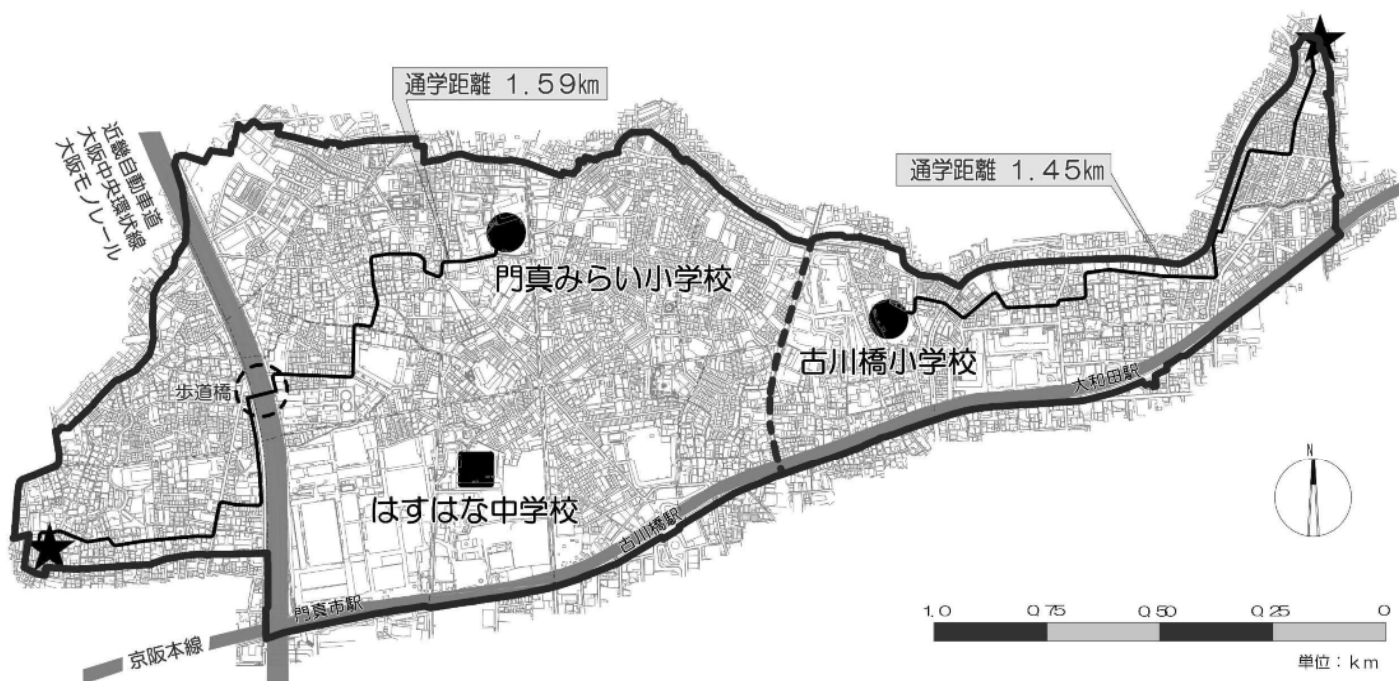 通学距離 1.59km
近畿自動車道
大阪中央環状線
大阪モノレール
通学距離 1.45km
門真みらい小学校
古川橋小学校
歩道橋
大和田駅
はすはな中学校
古川橋駅
門真市駅
京阪本線
N
1.0 0.75 0.50 0.25 0
単位：km